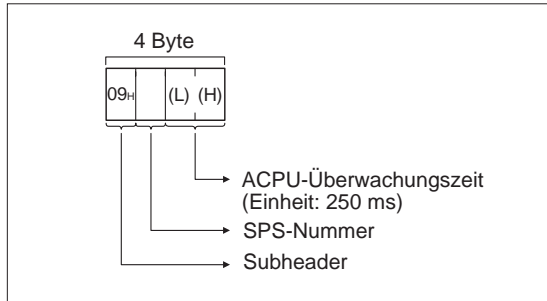 4 Byte
09H (L) (H)
ACPU-Überwachungszeit
(Einheit: 250 ms)
SPS-Nummer
Subheader